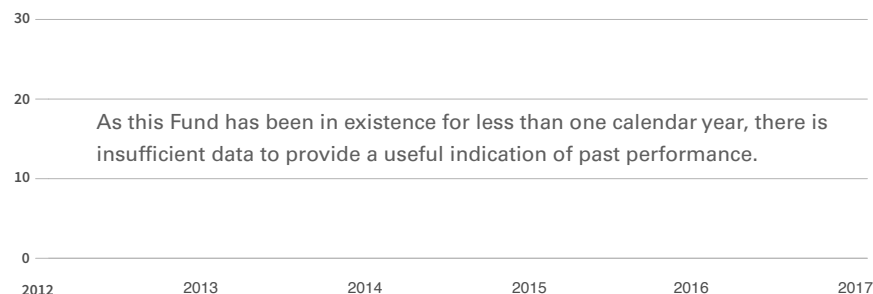 30
20
As this Fund has been in existence for less than one calendar year, there is
insufficient data to provide a useful indication of past performance.
10
0
2012 2013 2014 2015 2016 2017